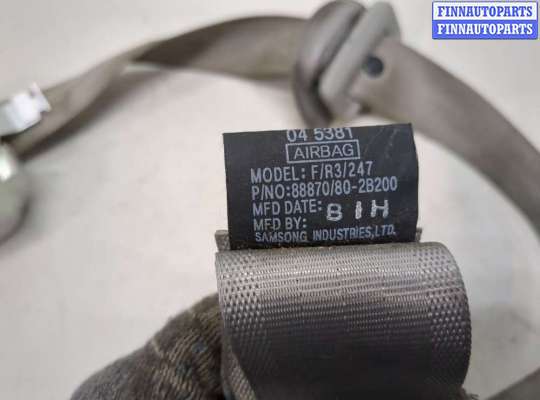 FINNAUTOPARTS
FINNAUTOPARTS
04 5381
AIRBAG
MODEL: F/R3/247
P/NO:88870/80-2B200
MFD DATE: B1H
MFD BY:
SAMSONG INDUSTRIES,LTD.